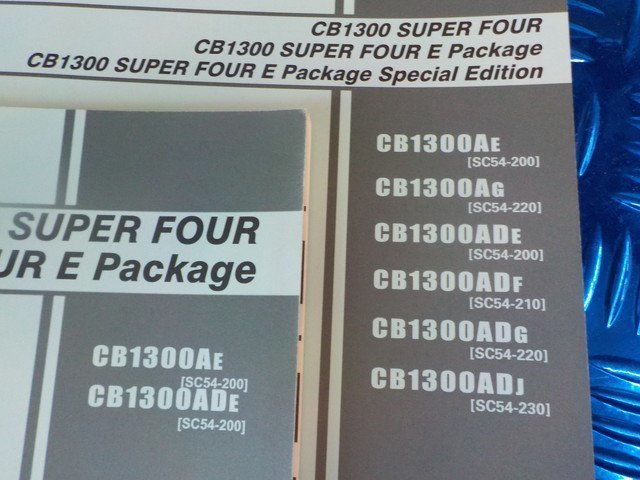 CB1300 SUPER FOUR
CB1300 SUPER FOUR E Package
CB1300 SUPER FOUR E Package Special Edition
CB1300AE
[SC54-200]
CB1300AG
[SC54-220]
CB1300ADE
[SC54-200]
CB1300ADF
[SC54-210]
CB1300ADG
[SC54-220]
CB1300ADJ
[SC54-230]
SUPER FOUR
UR E Package
CB1300AE
[SC54-200]
CB1300ADE
[SC54-200]